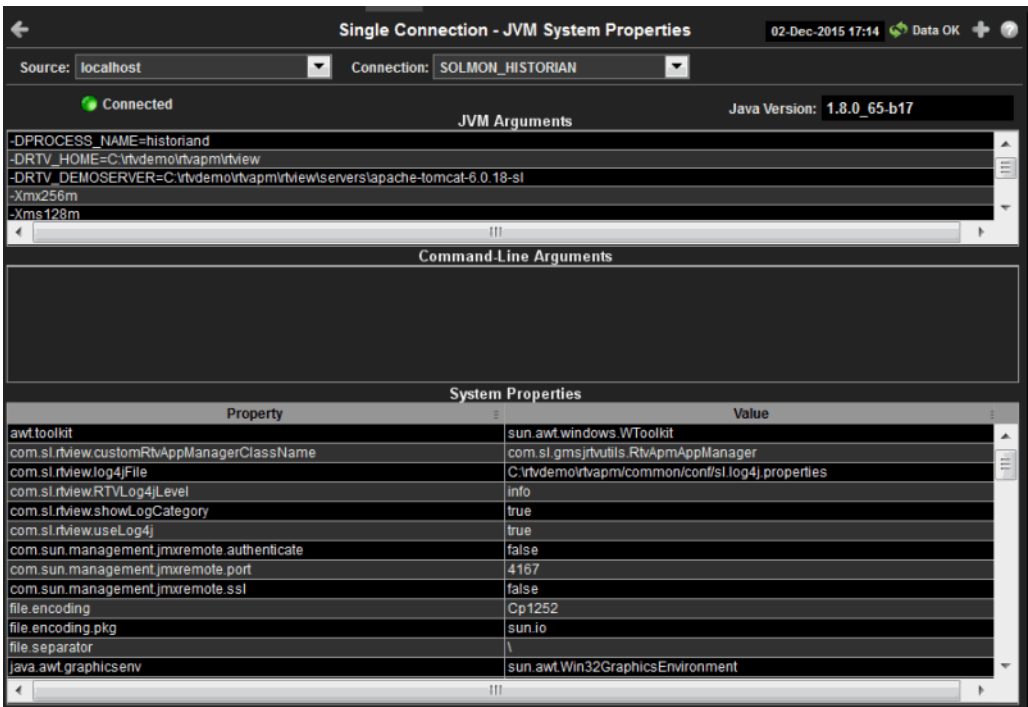 Single Connection - JVM System Properties 02-Dec-2015 17:14 Data OK
Source: localhost Connection: SOLMON_HISTORIAN
Connected Java Version: 1.8.0_65-b17
JVM Arguments
-DPROCESS_NAME=historiand
-DRTV_HOME=C:\rtvdemo\rtvapm\rtview
-DRTV_DEMOSERVER=C:\rtvdemo\rtvapm\rtview\servers\apache-tomcat-6.0.18-sl
-Xmx256m
-Xms128m
Command-Line Arguments
System Properties
Property Value
awt.toolkit sun.awt.windows.WToolkit
com.sl.rtview.customRtvAppManagerClassName com.sl.gmsjrtvutils.RtvApmAppManager
com.sl.rtview.log4jFile C:\rtvdemo\rtvapm/common/conf/sl.log4j.properties
com.sl.rtview.RTVLog4jLevel info
com.sl.rtview.showLogCategory true
com.sl.rtview.useLog4j true
com.sun.management.jmxremote.authenticate false
com.sun.management.jmxremote.port 4167
com.sun.management.jmxremote.ssl false
file.encoding Cp1252
file.encoding.pkg sun.io
file.separator \
java.awt.graphicsenv sun.awt.Win32GraphicsEnvironment